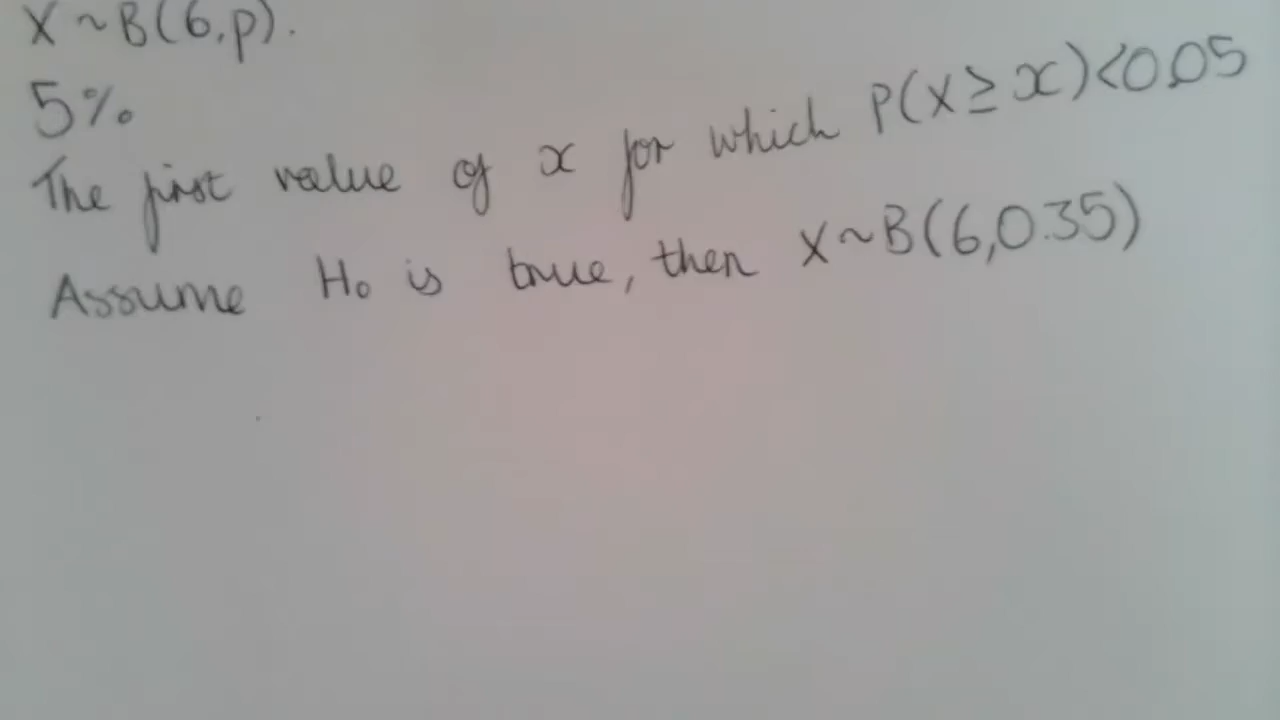 X ~ B(6,p).
5%
The first value of x for which P(X ≥ x) < 0.05
Assume H₀ is true, then X ~ B(6,0.35)